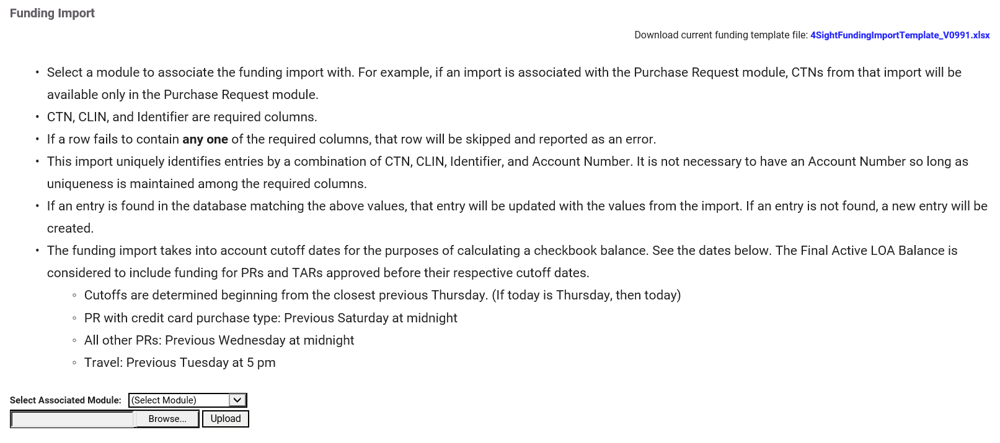 Funding Import
Download current funding template file: 4SightFundingImportTemplate_V0991.xlsx
• Select a module to associate the funding import with. For example, if an import is associated with the Purchase Request module, CTNs from that import will be
available only in the Purchase Request module.
• CTN, CLIN, and Identifier are required columns.
• If a row fails to contain any one of the required columns, that row will be skipped and reported as an error.
• This import uniquely identifies entries by a combination of CTN, CLIN, Identifier, and Account Number. It is not necessary to have an Account Number so long as
uniqueness is maintained among the required columns.
• If an entry is found in the database matching the above values, that entry will be updated with the values from the import. If an entry is not found, a new entry will be
created.
• The funding import takes into account cutoff dates for the purposes of calculating a checkbook balance. See the dates below. The Final Active LOA Balance is
considered to include funding for PRs and TARs approved before their respective cutoff dates.
◦ Cutoffs are determined beginning from the closest previous Thursday. (If today is Thursday, then today)
◦ PR with credit card purchase type: Previous Saturday at midnight
◦ All other PRs: Previous Wednesday at midnight
◦ Travel: Previous Tuesday at 5 pm
Select Associated Module: (Select Module)
Browse... Upload